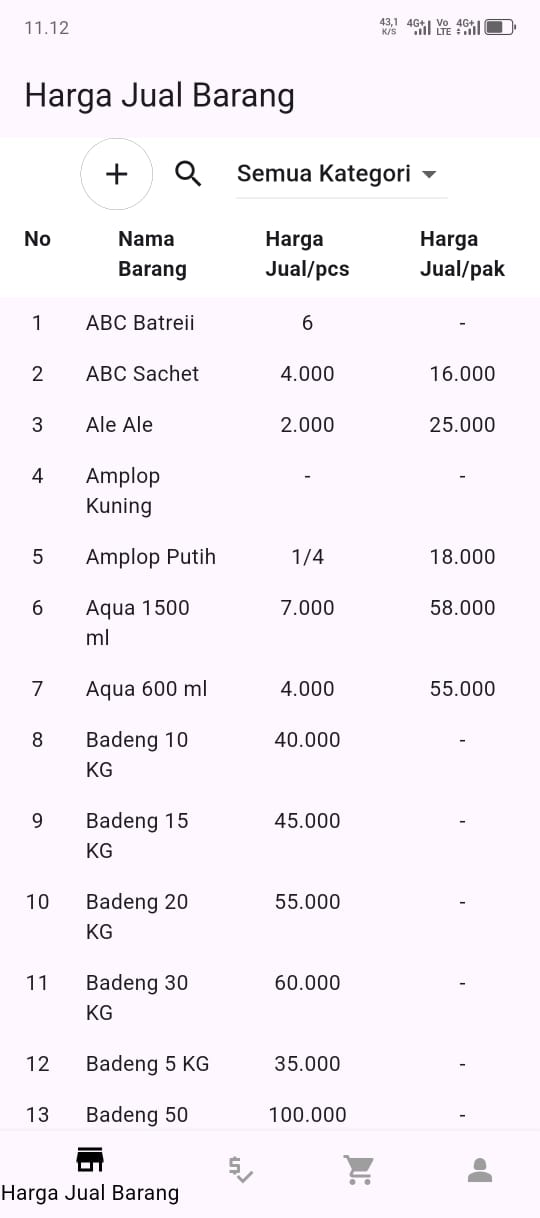 11.12
43,1 K/S 4G+ Vo LTE 4G+
Harga Jual Barang
+ Semua Kategori
No Nama Barang Harga Jual/pcs Harga Jual/pak
1 ABC Batreii 6 -
2 ABC Sachet 4.000 16.000
3 Ale Ale 2.000 25.000
4 Amplop - -
Kuning
5 Amplop Putih 1/4 18.000
6 Aqua 1500 7.000 58.000
ml
7 Aqua 600 ml 4.000 55.000
8 Badeng 10 40.000 -
KG
9 Badeng 15 45.000 -
KG
10 Badeng 20 55.000 -
KG
11 Badeng 30 60.000 -
KG
12 Badeng 5 KG 35.000 -
13 Badeng 50 100.000 -
Harga Jual Barang